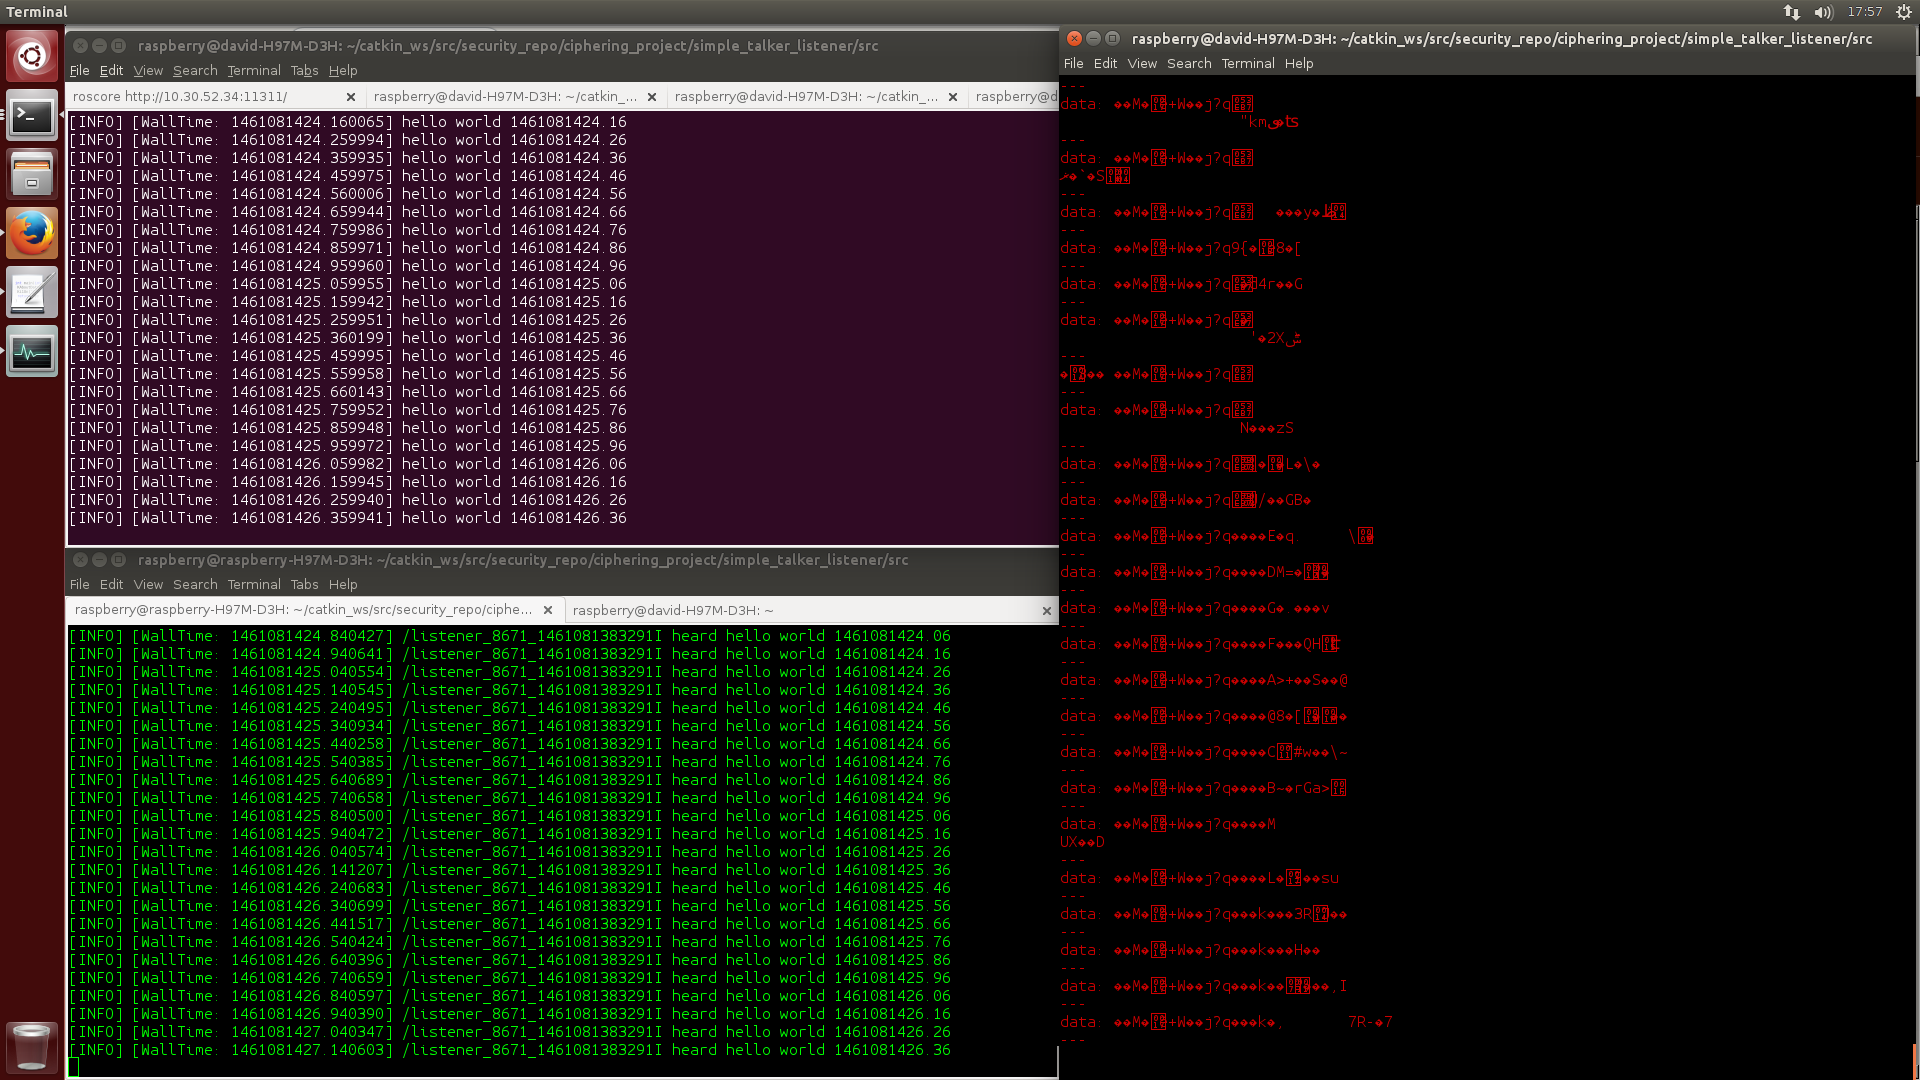 Terminal
17:57
raspberry@david-H97M-D3H: ~/catkin_ws/src/security_repo/ciphering_project/simple_talker_listener/src
File Edit View Search Terminal Tabs Help
roscore http://10.30.52.34:11311/
raspberry@david-H97M-D3H: ~/catkin_...
raspberry@david-H97M-D3H: ~/catkin_...
raspberry@d
[INFO] [WallTime: 1461081424.160065] hello world 1461081424.16
[INFO] [WallTime: 1461081424.259994] hello world 1461081424.26
[INFO] [WallTime: 1461081424.359935] hello world 1461081424.36
[INFO] [WallTime: 1461081424.459975] hello world 1461081424.46
[INFO] [WallTime: 1461081424.560006] hello world 1461081424.56
[INFO] [WallTime: 1461081424.659944] hello world 1461081424.66
[INFO] [WallTime: 1461081424.759986] hello world 1461081424.76
[INFO] [WallTime: 1461081424.859971] hello world 1461081424.86
[INFO] [WallTime: 1461081424.959960] hello world 1461081424.96
[INFO] [WallTime: 1461081425.059955] hello world 1461081425.06
[INFO] [WallTime: 1461081425.159942] hello world 1461081425.16
[INFO] [WallTime: 1461081425.259951] hello world 1461081425.26
[INFO] [WallTime: 1461081425.360199] hello world 1461081425.36
[INFO] [WallTime: 1461081425.459995] hello world 1461081425.46
[INFO] [WallTime: 1461081425.559958] hello world 1461081425.56
[INFO] [WallTime: 1461081425.660143] hello world 1461081425.66
[INFO] [WallTime: 1461081425.759952] hello world 1461081425.76
[INFO] [WallTime: 1461081425.859948] hello world 1461081425.86
[INFO] [WallTime: 1461081425.959972] hello world 1461081425.96
[INFO] [WallTime: 1461081426.059982] hello world 1461081426.06
[INFO] [WallTime: 1461081426.159945] hello world 1461081426.16
[INFO] [WallTime: 1461081426.259940] hello world 1461081426.26
[INFO] [WallTime: 1461081426.359941] hello world 1461081426.36
raspberry@raspberry-H97M-D3H: ~/catkin_ws/src/security_repo/ciphering_project/simple_talker_listener/src
File Edit View Search Terminal Tabs Help
raspberry@raspberry-H97M-D3H: ~/catkin_ws/src/security_repo/ciphe...
raspberry@david-H97M-D3H: ~
[INFO] [WallTime: 1461081424.840427] /listener_8671_1461081383291I heard hello world 1461081424.06
[INFO] [WallTime: 1461081424.940641] /listener_8671_1461081383291I heard hello world 1461081424.16
[INFO] [WallTime: 1461081425.040554] /listener_8671_1461081383291I heard hello world 1461081424.26
[INFO] [WallTime: 1461081425.140545] /listener_8671_1461081383291I heard hello world 1461081424.36
[INFO] [WallTime: 1461081425.240495] /listener_8671_1461081383291I heard hello world 1461081424.46
[INFO] [WallTime: 1461081425.340934] /listener_8671_1461081383291I heard hello world 1461081424.56
[INFO] [WallTime: 1461081425.440258] /listener_8671_1461081383291I heard hello world 1461081424.66
[INFO] [WallTime: 1461081425.540385] /listener_8671_1461081383291I heard hello world 1461081424.76
[INFO] [WallTime: 1461081425.640689] /listener_8671_1461081383291I heard hello world 1461081424.86
[INFO] [WallTime: 1461081425.740658] /listener_8671_1461081383291I heard hello world 1461081424.96
[INFO] [WallTime: 1461081425.840500] /listener_8671_1461081383291I heard hello world 1461081425.06
[INFO] [WallTime: 1461081425.940472] /listener_8671_1461081383291I heard hello world 1461081425.16
[INFO] [WallTime: 1461081426.040574] /listener_8671_1461081383291I heard hello world 1461081425.26
[INFO] [WallTime: 1461081426.141207] /listener_8671_1461081383291I heard hello world 1461081425.36
[INFO] [WallTime: 1461081426.240683] /listener_8671_1461081383291I heard hello world 1461081425.46
[INFO] [WallTime: 1461081426.340699] /listener_8671_1461081383291I heard hello world 1461081425.56
[INFO] [WallTime: 1461081426.441517] /listener_8671_1461081383291I heard hello world 1461081425.66
[INFO] [WallTime: 1461081426.540424] /listener_8671_1461081383291I heard hello world 1461081425.76
[INFO] [WallTime: 1461081426.640396] /listener_8671_1461081383291I heard hello world 1461081425.86
[INFO] [WallTime: 1461081426.740659] /listener_8671_1461081383291I heard hello world 1461081425.96
[INFO] [WallTime: 1461081426.840597] /listener_8671_1461081383291I heard hello world 1461081426.06
[INFO] [WallTime: 1461081426.940390] /listener_8671_1461081383291I heard hello world 1461081426.16
[INFO] [WallTime: 1461081427.040347] /listener_8671_1461081383291I heard hello world 1461081426.26
[INFO] [WallTime: 1461081427.140603] /listener_8671_1461081383291I heard hello world 1461081426.36
raspberry@david-H97M-D3H: ~/catkin_ws/src/security_repo/ciphering_project/simple_talker_listener/src
File Edit View Search Terminal Help
---
data:
---
data:
---
data:
---
data:
---
data:
---
data:
---
---
data:
---
data:
---
data:
---
data:
---
data:
---
data:
---
data:
---
data:
---
data:
---
data:
---
data:
---
data:
---
data:
---
data:
---
data:
---
data:
---
data:
---